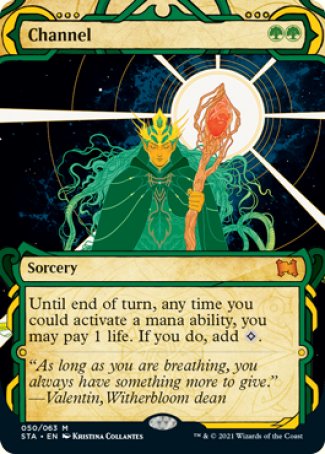 Channel
Sorcery
Until end of turn, any time you
could activate a mana ability, you
may pay 1 life. If you do, add ◇.
“As long as you are breathing, you
always have something more to give.”
—Valentin, Witherbloom dean
050/063 M
STA • EN KRISTINA COLLANTES
™ & © 2021 Wizards of the Coast